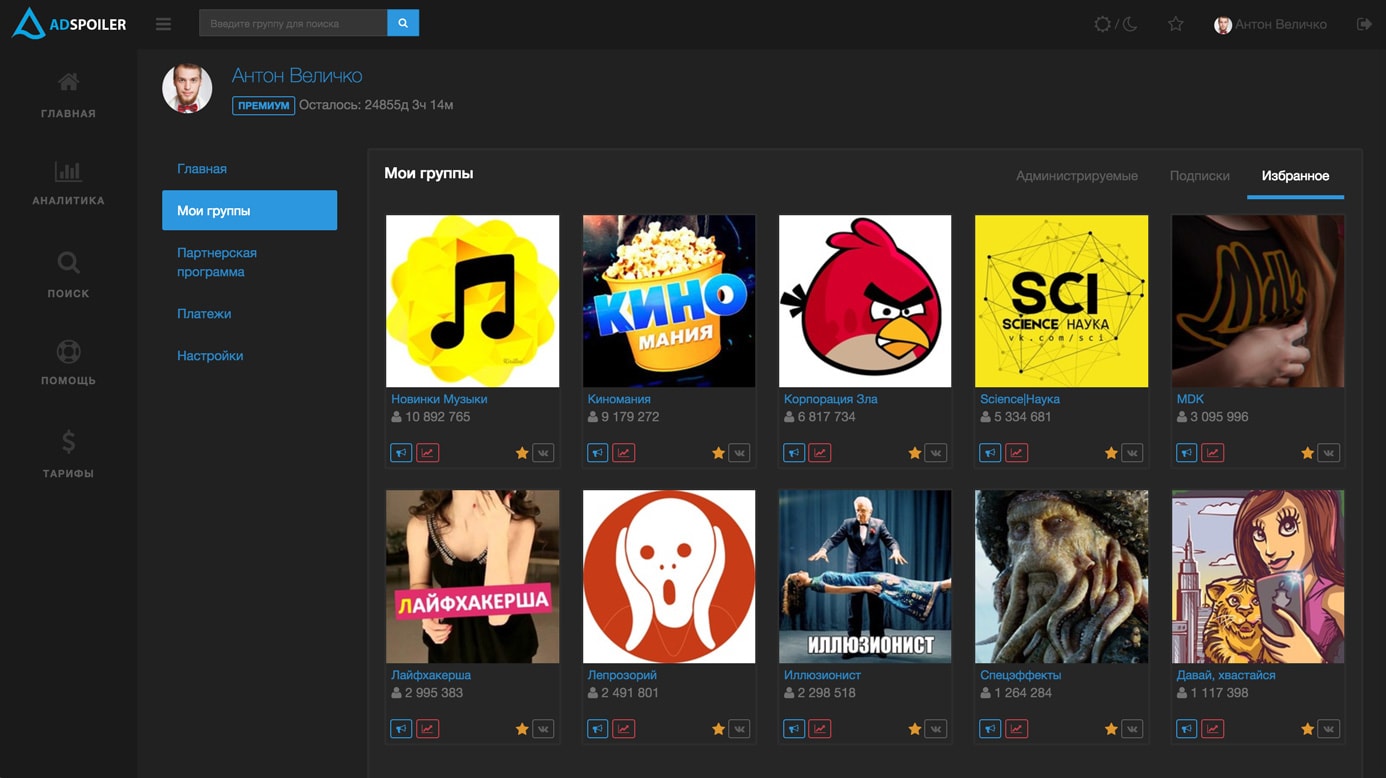 ADSPOILER
Введите группу для поиска
/
Антон Величко
ГЛАВНАЯ
АНАЛИТИКА
ПОИСК
ПОМОЩЬ
ТАРИФЫ
Антон Величко
ПРЕМИУМ Осталось: 24855д 3ч 14м
Главная
Мои группы
Партнерская
программа
Платежи
Настройки
Мои группы
Администрируемые
Подписки
Избранное
КИНО
МАНИЯ
SCI
SCIENCE НАУКА
vk.com/sci
Mdk
Новинки Музыки
10 892 765
Киномания
9 179 272
Корпорация Зла
6 817 734
Science|Наука
5 334 681
MDK
3 095 996
ЛАЙФХАКЕРША
ИЛЛЮЗИОНИСТ
Лайфхакерша
2 995 383
Лепрозорий
2 491 801
Иллюзионист
2 298 518
Спецэффекты
1 264 284
Давай, хвастайся
1 117 398